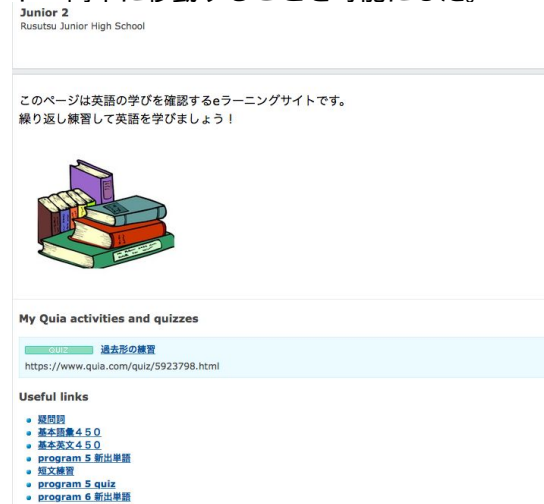 Junior 2
Rusutsu Junior High School
このページは英語の学びを確認するeラーニングサイトです。
繰り返し練習して英語を学びましょう！
My Quia activities and quizzes
QUIZ 過去形の練習
https://www.quia.com/quiz/5923798.html
Useful links
疑問詞
基本語彙４５０
基本英文４５０
program 5 新出単語
短文練習
program 5 quiz
program 6 新出単語